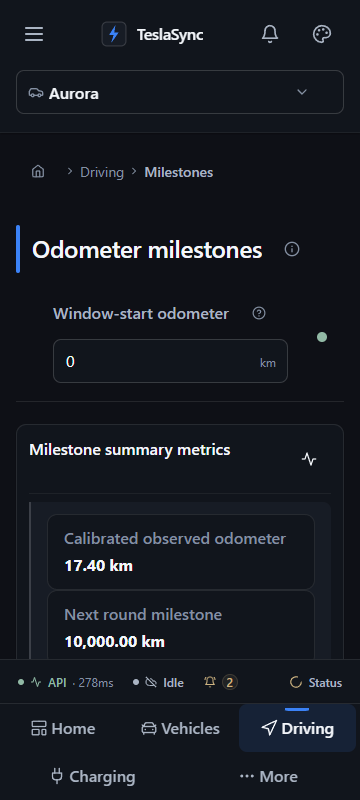 TeslaSync
Aurora
Driving Milestones
Odometer milestones
Window-start odometer
0 km
Milestone summary metrics
Calibrated observed odometer
17.40 km
Next round milestone
10,000.00 km
API · 278ms Idle 2 Status
Home Vehicles Driving
Charging More